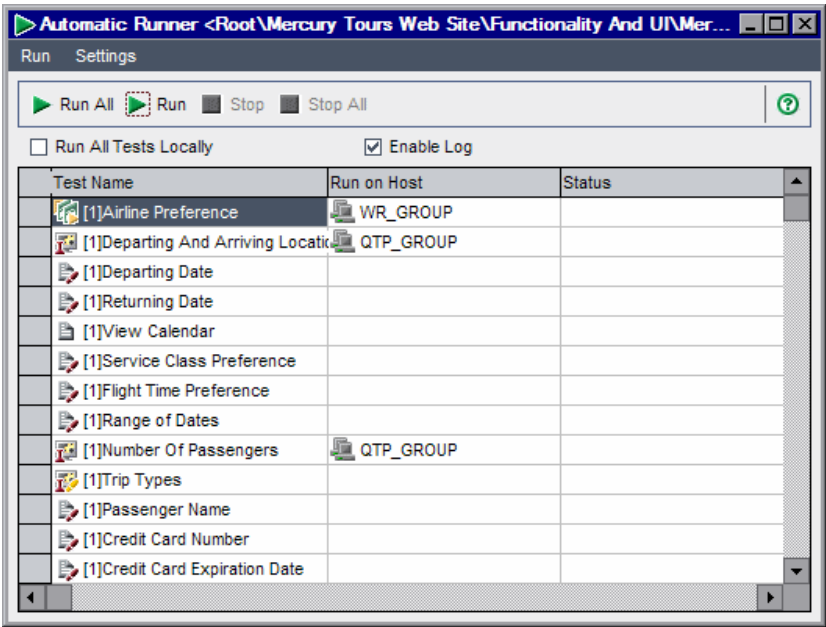 Automatic Runner <Root\Mercury Tours Web Site\Functionality And UI\Mer...
Run Settings
Run All Run Stop Stop All
Run All Tests Locally Enable Log
Test Name Run on Host Status
[1]Airline Preference WR_GROUP
[1]Departing And Arriving Locatic QTP_GROUP
[1]Departing Date
[1]Returning Date
[1]View Calendar
[1]Service Class Preference
[1]Flight Time Preference
[1]Range of Dates
[1]Number Of Passengers QTP_GROUP
[1]Trip Types
[1]Passenger Name
[1]Credit Card Number
[1]Credit Card Expiration Date